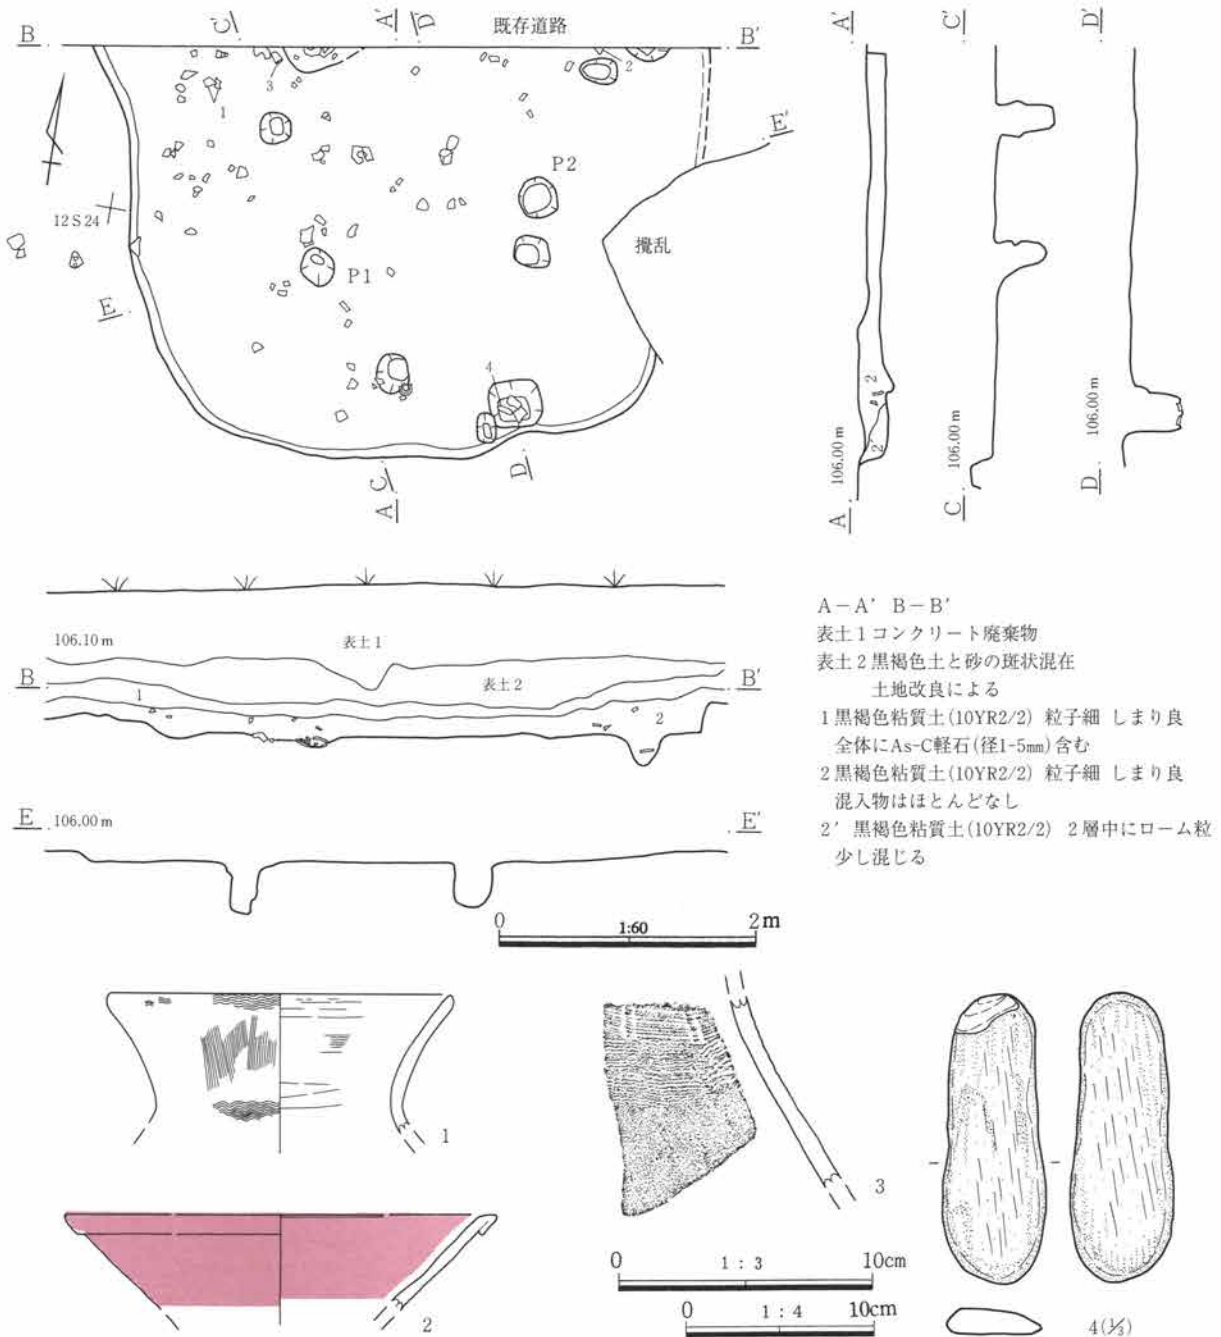 既存道路
B
C'
A'
D'
B'
A'
C'
D'
3
2
1
E'
P2
12S24
攪乱
P1
E
4
2
2'
106.00m
106.00m
106.00m
D
A
C
A
C
D
A-A' B-B'
表土1コンクリート廃棄物
表土2黒褐色土と砂の斑状混在
土地改良による
1黒褐色粘質土(10YR2/2) 粒子細 しまり良
全体にAs-C軽石(径1-5㎜)含む
2黒褐色粘質土(10YR2/2) 粒子細 しまり良
混入物はほとんどなし
2' 黒褐色粘質土(10YR2/2) 2層中にローム粒
少し混じる
106.10m
表土1
B
表土2
B'
1
2
E
106.00m
E'
0 1:60 2m
1
2
3
0 1:3 10cm
0 1:4 10cm
4(⅓)